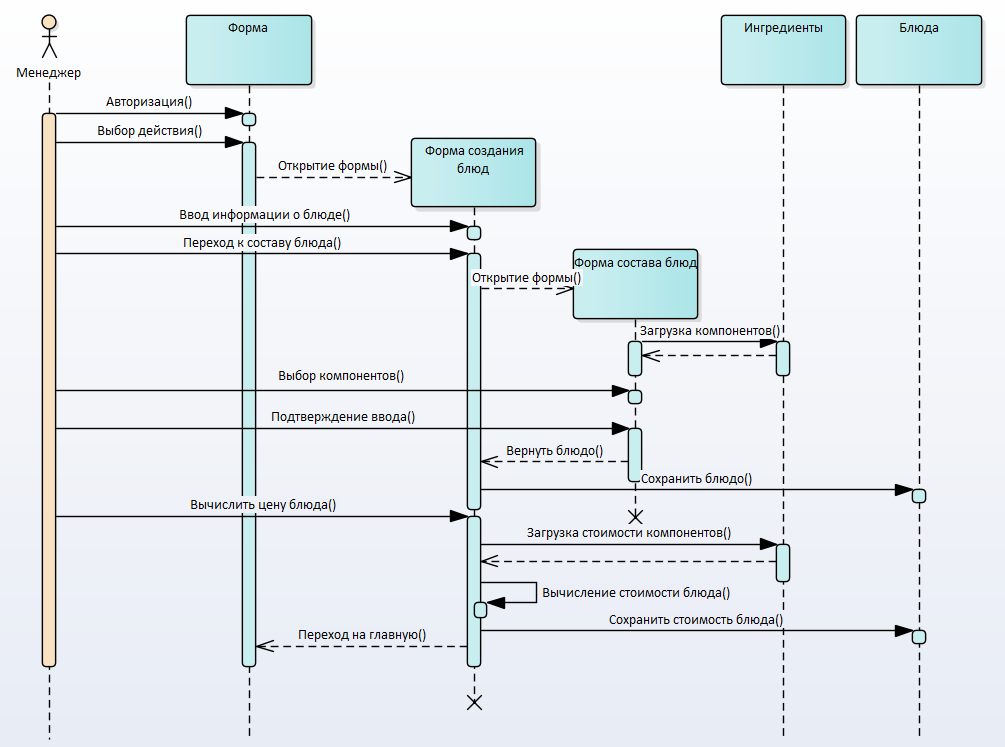 Форма
Ингредиенты
Блюда
Менеджер
Авторизация()
Выбор действия()
Форма создания
блюд
Открытие формы()
Ввод информации о блюде()
Переход к составу блюда()
Форма состава блюд
Открытие формы()
Загрузка компонентов()
Выбор компонентов()
Подтверждение ввода()
Вернуть блюдо()
Сохранить блюдо()
Вычислить цену блюда()
Загрузка стоимости компонентов()
Вычисление стоимости блюда()
Сохранить стоимость блюда()
Переход на главную()